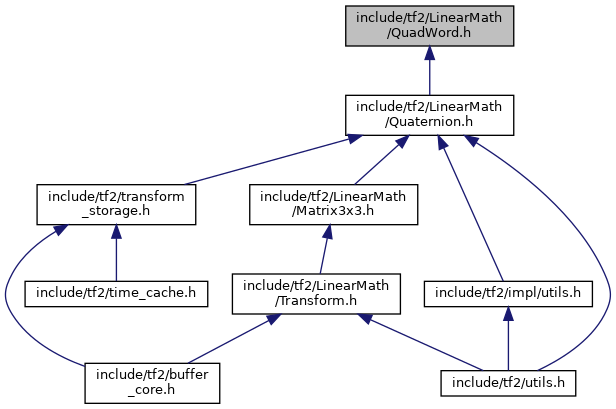 include/tf2/LinearMath
/QuadWord.h
include/tf2/LinearMath
/Quaternion.h
include/tf2/transform
_storage.h
include/tf2/LinearMath
/Matrix3x3.h
include/tf2/time_cache.h
include/tf2/LinearMath
/Transform.h
include/tf2/impl/utils.h
include/tf2/buffer
_core.h
include/tf2/utils.h